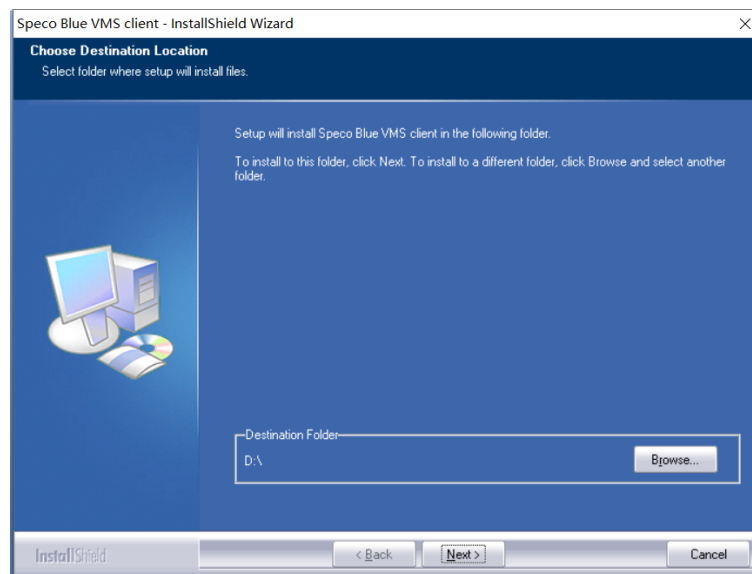 Speco Blue VMS client - InstallShield Wizard
Choose Destination Location
Select folder where setup will install files.
Setup will install Speco Blue VMS client in the following folder.
To install to this folder, click Next. To install to a different folder, click Browse and select another
folder.
Destination Folder
D:\
Browse...
InstallShield
< Back
Next >
Cancel